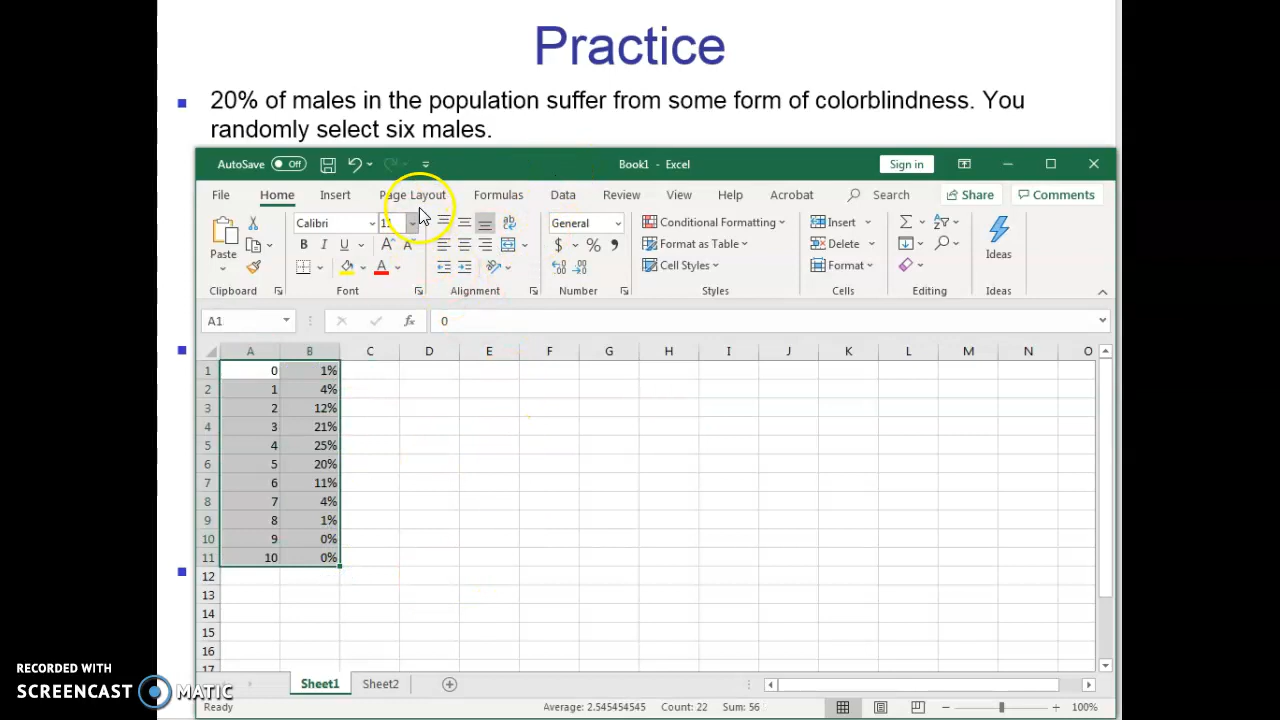 Practice
20% of males in the population suffer from some form of colorblindness. You
randomly select six males.
AutoSave Off
Book1 - Excel
Sign in
File Home Insert Page Layout Formulas Data Review View Help Acrobat Search Share Comments
Paste
Calibri
General
$ % ,
Conditional Formatting
Format as Table
Cell Styles
Insert
Delete
Format
Ideas
Clipboard Font Alignment Number Styles Cells Editing Ideas
A1 fx 0
A B C D E F G H I J K L M N O
1 0 1%
2 1 4%
3 2 12%
4 3 21%
5 4 25%
6 5 20%
7 6 11%
8 7 4%
9 8 1%
10 9 0%
11 10 0%
12
13
14
15
16
17
Sheet1 Sheet2
Ready Average: 2.545454545 Count: 22 Sum: 56 100%
RECORDED WITH
SCREENCAST MATIC